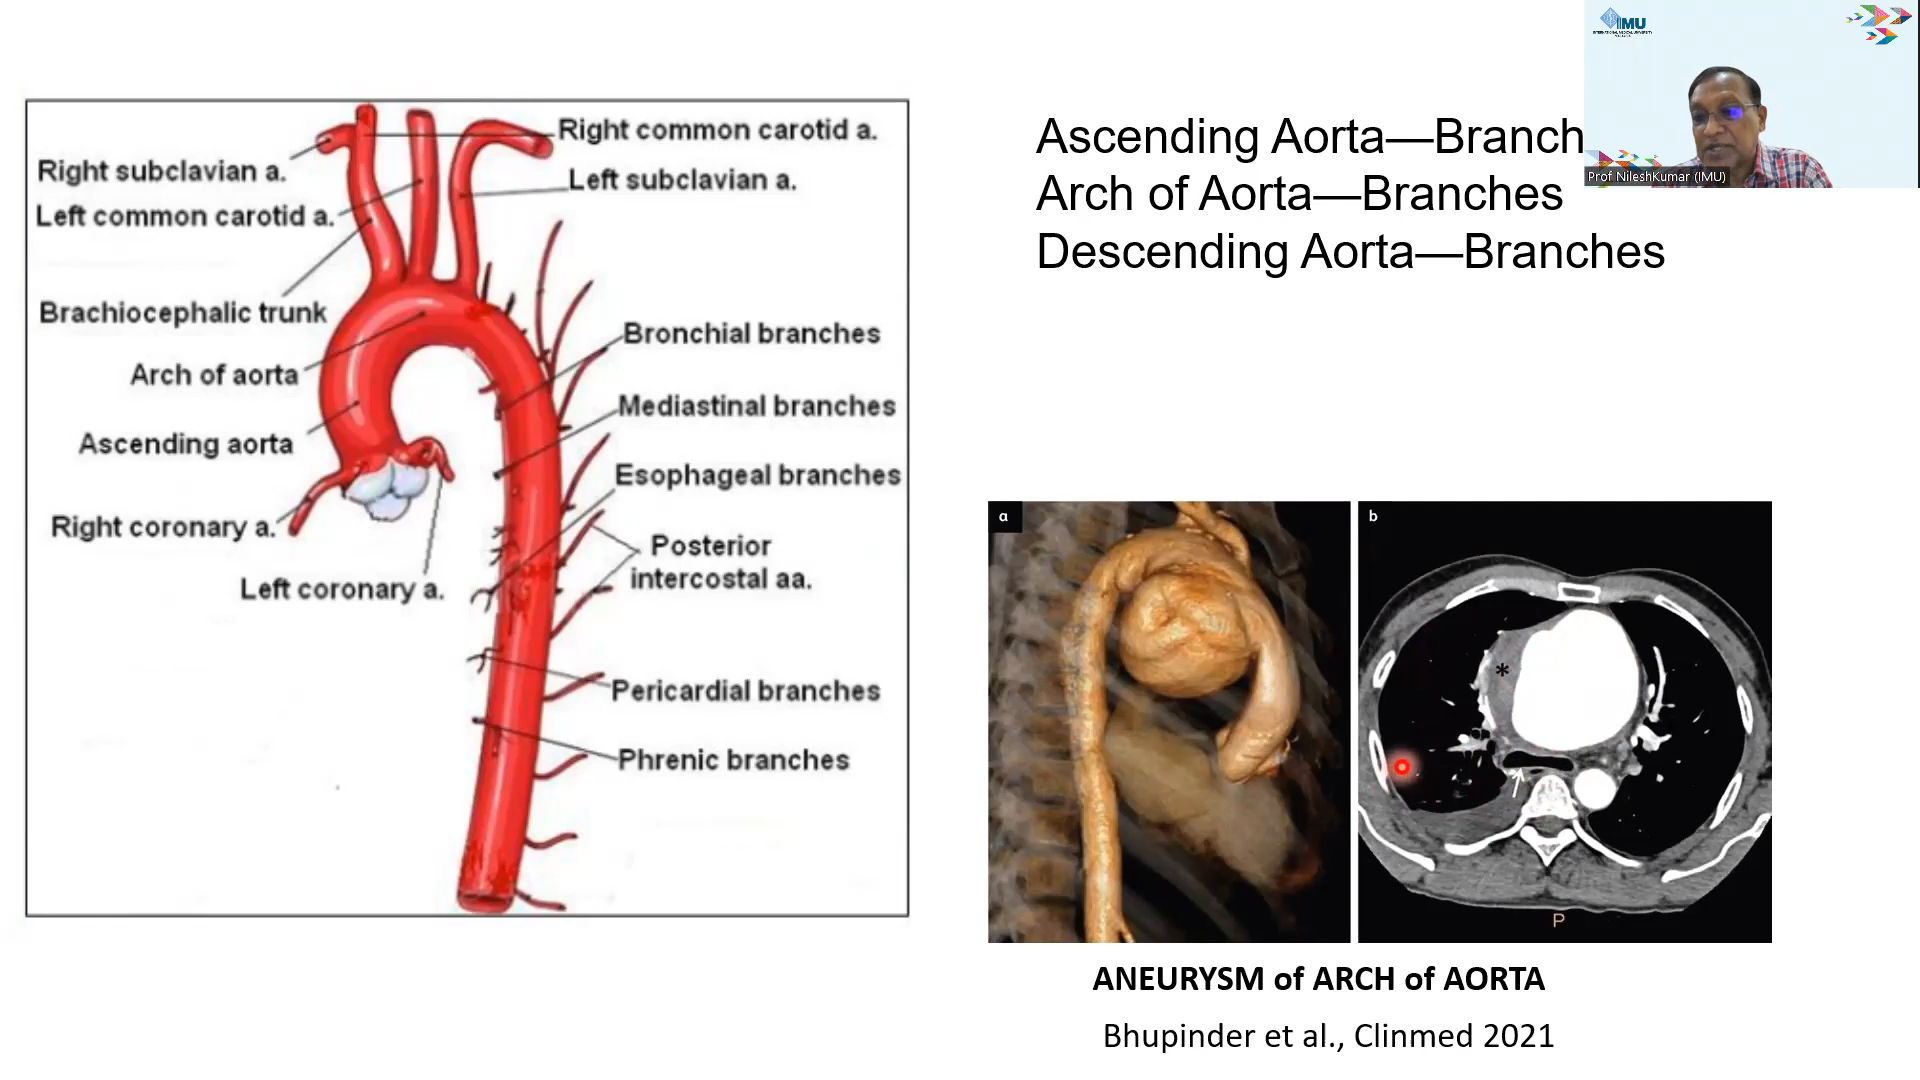 Right common carotid a.
Right subclavian a.
Left subclavian a.
Left common carotid a.
Brachiocephalic trunk
Bronchial branches
Arch of aorta
Mediastinal branches
Ascending aorta
Esophageal branches
Right coronary a.
Posterior
intercostal aa.
Left coronary a.
Pericardial branches
Phrenic branches
Ascending Aorta—Branch
Arch of Aorta—Branches
Descending Aorta—Branches
IMU
INTERNATIONAL MEDICAL UNIVERSITY
Prof NileshKumar (IMU)
a
b
*
P
ANEURYSM of ARCH of AORTA
Bhupinder et al., Clinmed 2021